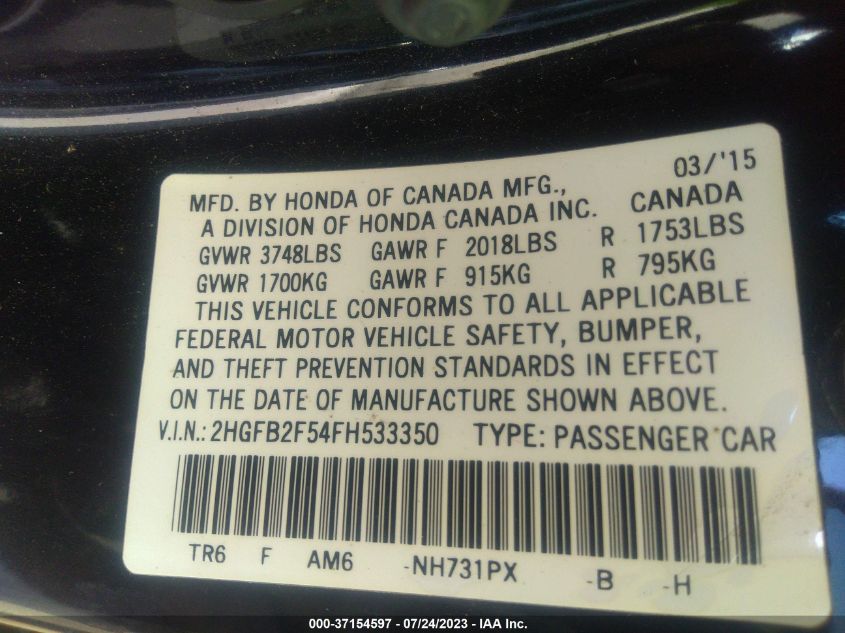 03/'15
MFD. BY HONDA OF CANADA MFG., CANADA
A DIVISION OF HONDA CANADA INC.
GVWR 3748LBS GAWR F 2018LBS R 1753LBS
GVWR 1700KG GAWR F 915KG R 795KG
THIS VEHICLE CONFORMS TO ALL APPLICABLE
FEDERAL MOTOR VEHICLE SAFETY, BUMPER,
AND THEFT PREVENTION STANDARDS IN EFFECT
ON THE DATE OF MANUFACTURE SHOWN ABOVE.
V.I.N.: 2HGFB2F54FH533350 TYPE: PASSENGER CAR
TR6 F AM6 -NH731PX -B -H
000-37154597 - 07/24/2023 - IAA Inc.